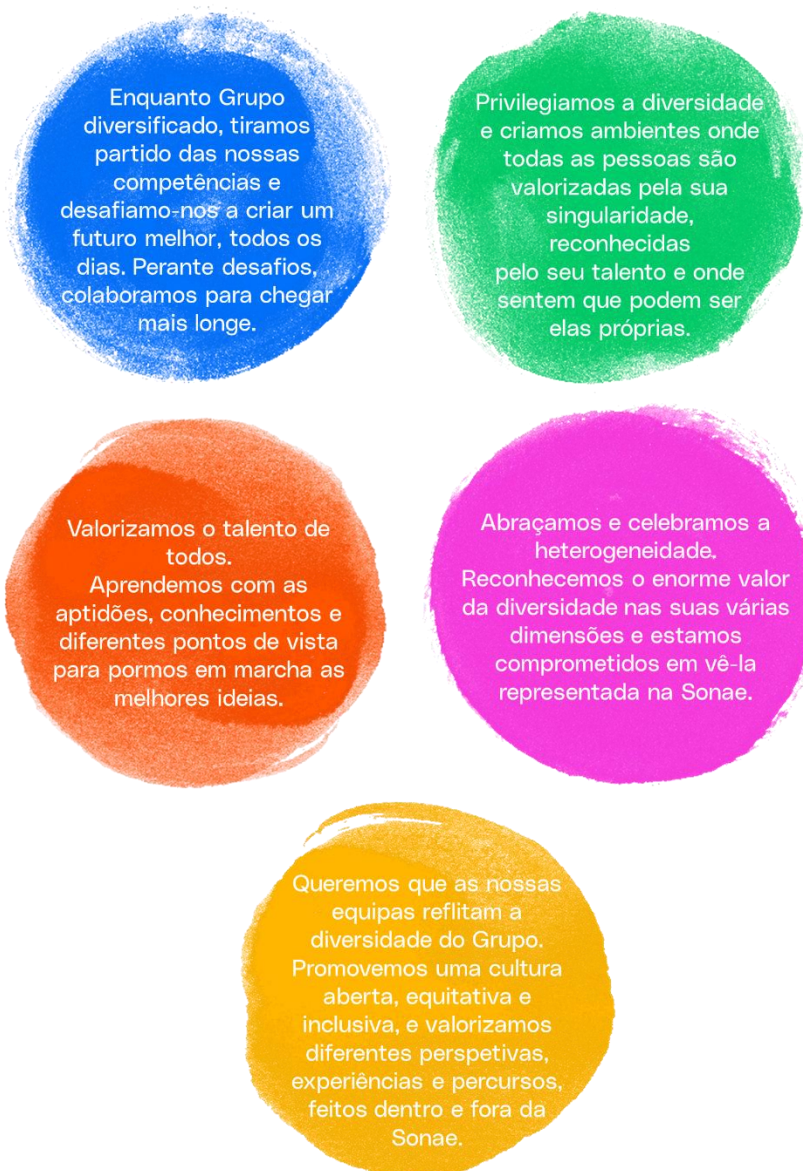 Enquanto Grupo
diversificado, tiramos
partido das nossas
competências e
desafiamo-nos a criar um
futuro melhor, todos os
dias. Perante desafios,
colaboramos para chegar
mais longe.
Privilegiamos a diversidade
e criamos ambientes onde
todas as pessoas são
valorizadas pela sua
singularidade,
reconhecidas
pelo seu talento e onde
sentem que podem ser
elas próprias.
Valorizamos o talento de
todos.
Aprendemos com as
aptidões, conhecimentos e
diferentes pontos de vista
para pormos em marcha as
melhores ideias.
Abraçamos e celebramos a
heterogeneidade.
Reconhecemos o enorme valor
da diversidade nas suas várias
dimensões e estamos
comprometidos em vê-la
representada na Sonae.
Queremos que as nossas
equipas reflitam a
diversidade do Grupo.
Promovemos uma cultura
aberta, equitativa e
inclusiva, e valorizamos
diferentes perspetivas,
experiências e percursos,
feitos dentro e fora da
Sonae.